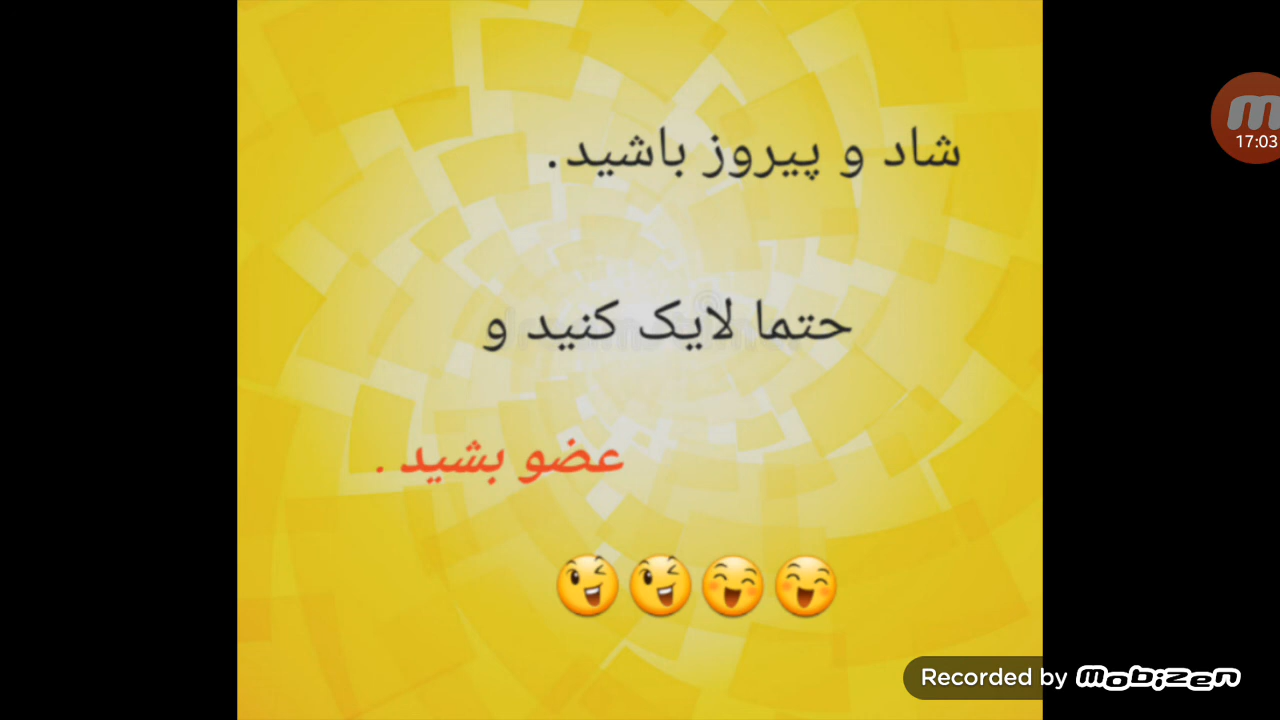 شاد و پیروز باشید.
حتما لایک کنید و
عضو بشید .
17:03
Recorded by mobizen